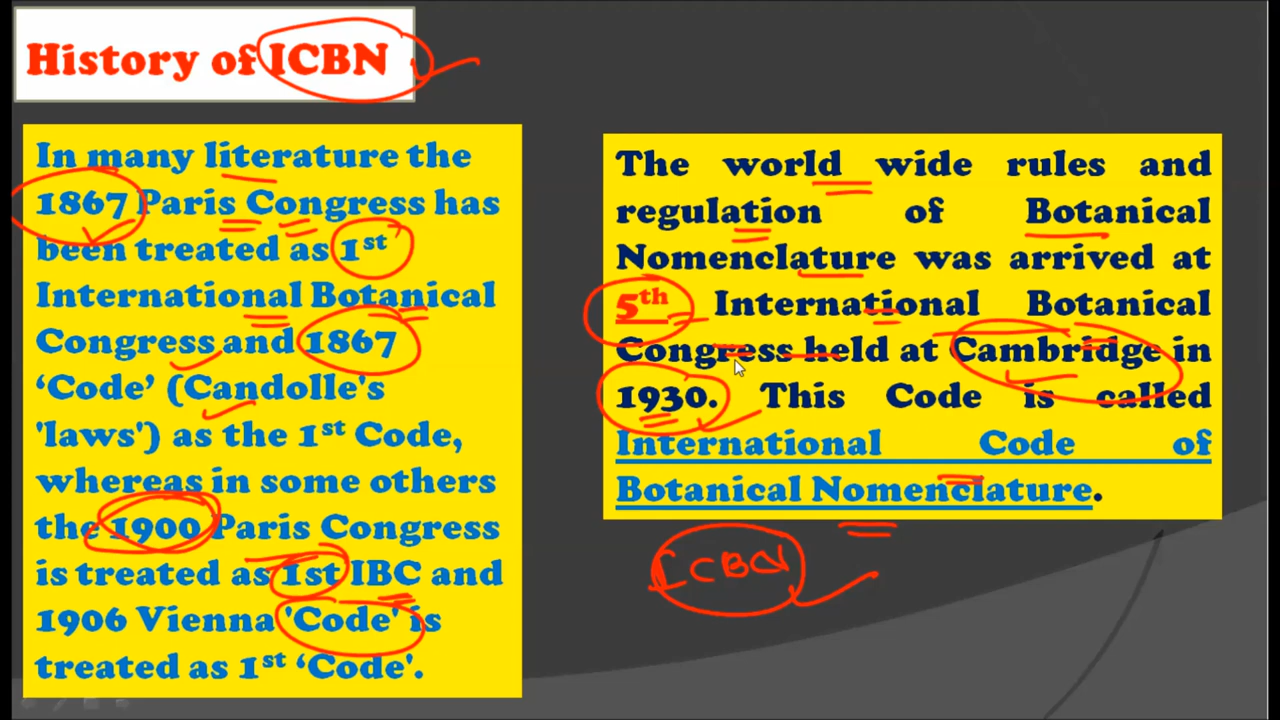 History of ICBN
In many literature the
1867 Paris Congress has
been treated as 1st
International Botanical
Congress and 1867
‘Code’ (Candolle's
'laws') as the 1st Code,
whereas in some others
the 1900 Paris Congress
is treated as 1st IBC and
1906 Vienna 'Code' is
treated as 1st ‘Code'.
The world wide rules and
regulation of Botanical
Nomenclature was arrived at
5th International Botanical
Congress held at Cambridge in
1930. This Code is called
International Code of
Botanical Nomenclature.
ICBN